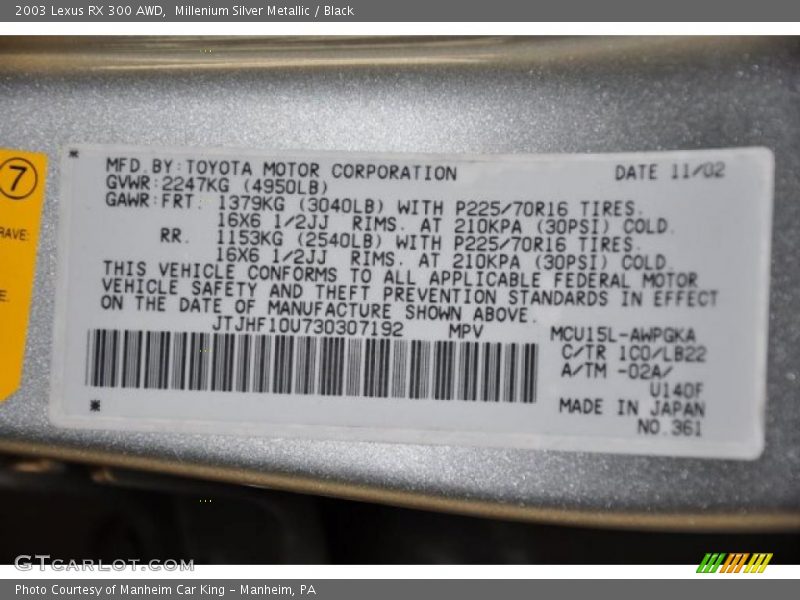 2003 Lexus RX 300 AWD,  Millenium Silver Metallic / Black
7
RAVE:
E.
MFD.BY:TOYOTA MOTOR CORPORATION DATE 11/02
GVWR:2247KG (4950LB)
GAWR:FRT. 1379KG (3040LB) WITH P225/70R16 TIRES.
16X6 1/2JJ RIMS. AT 210KPA (30PSI) COLD.
RR. 1153KG (2540LB) WITH P225/70R16 TIRES.
16X6 1/2JJ RIMS. AT 210KPA (30PSI) COLD.
THIS VEHICLE CONFORMS TO ALL APPLICABLE FEDERAL MOTOR
VEHICLE SAFETY AND THEFT PREVENTION STANDARDS IN EFFECT
ON THE DATE OF MANUFACTURE SHOWN ABOVE.
JTJHF10U730307192 MPV MCU15L-AWPGKA
C/TR 1C0/LB22
A/TM -02A/
U140F
MADE IN JAPAN
NO.361
GTCARLOT.COM
Photo Courtesy of Manheim Car King - Manheim, PA